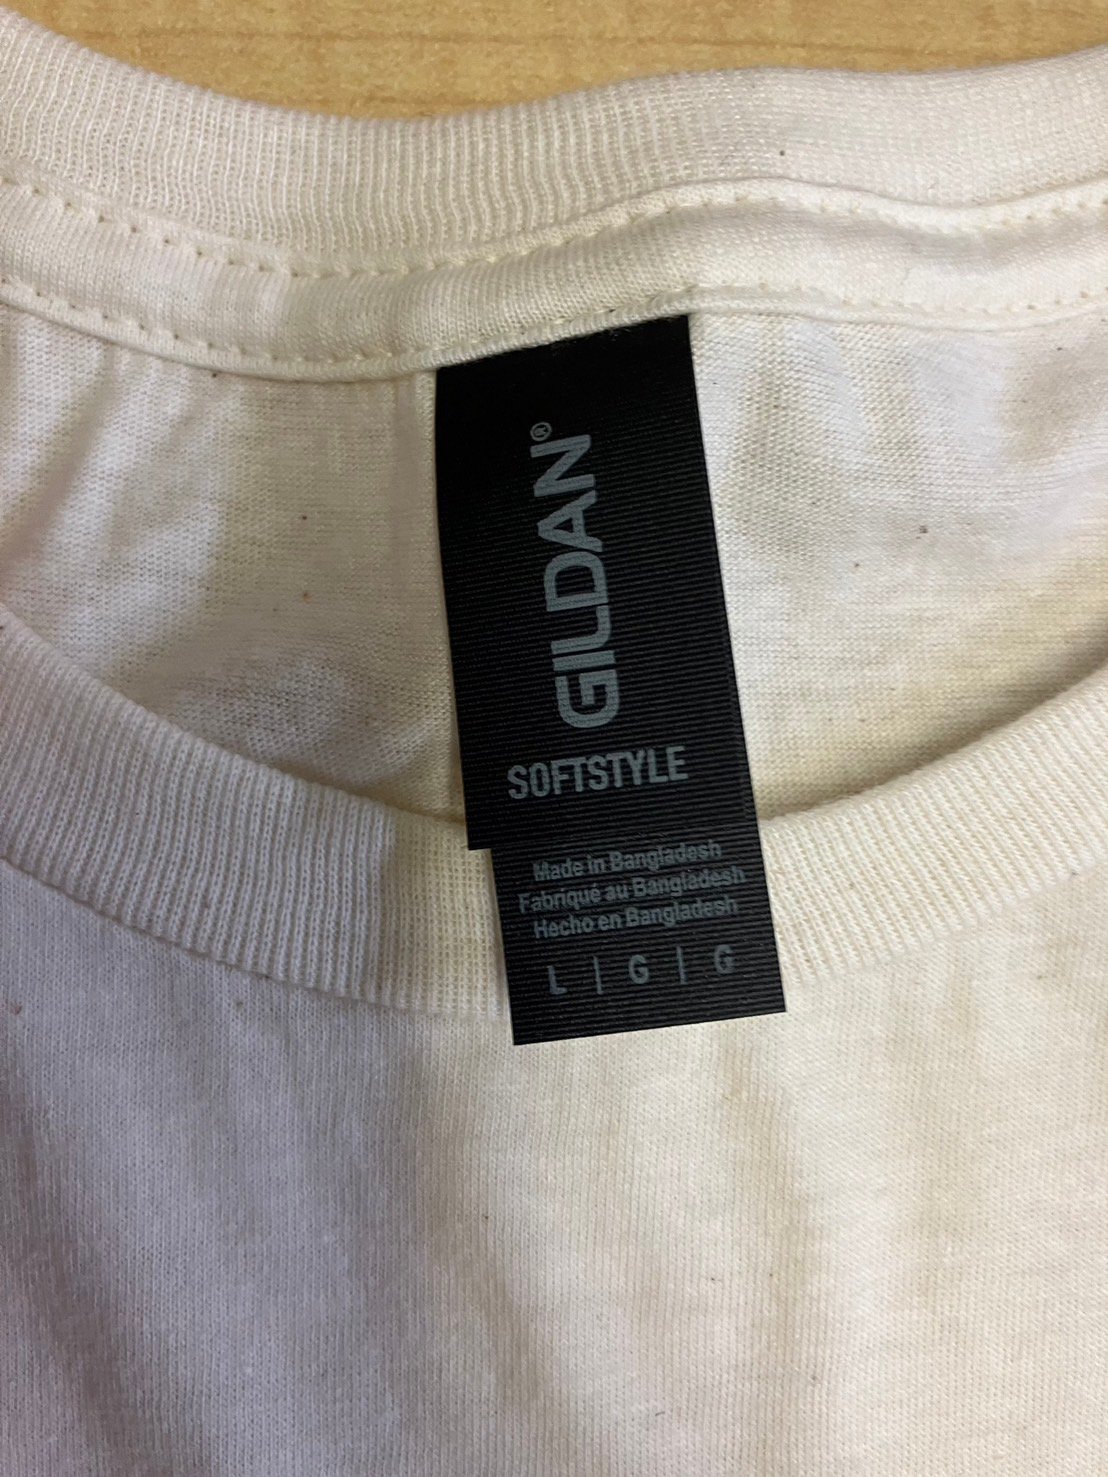 GILDAN®
SOFTSTYLE
Made in Bangladesh
Fabriqué au Bangladesh
Hecho en Bangladesh
L | G | G